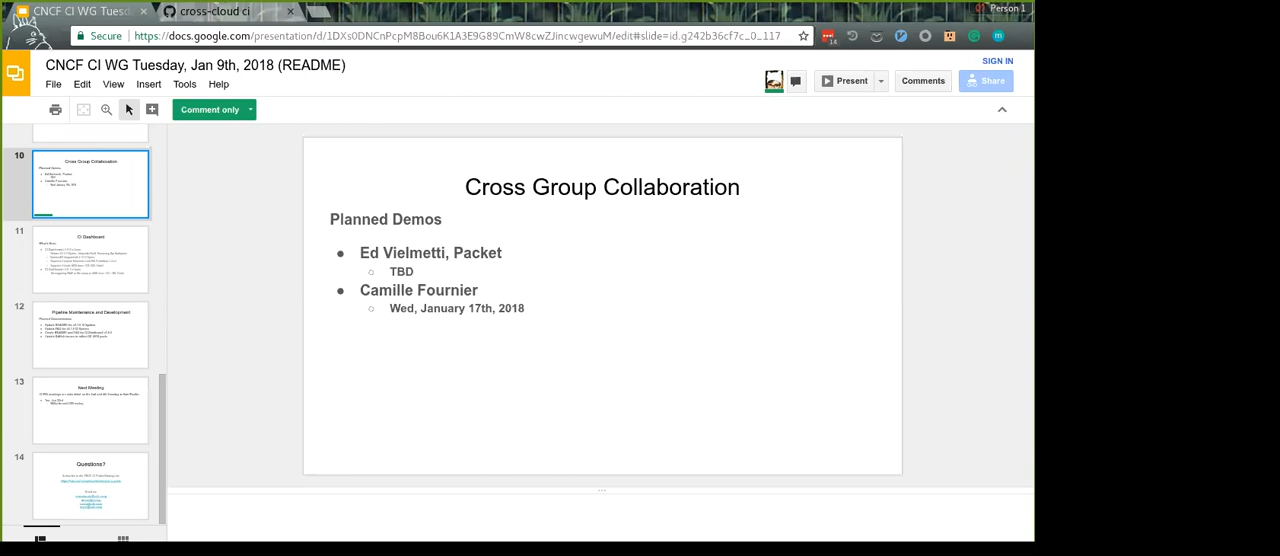 CNCF CI WG Tuesd
cross-cloud ci
Person 1
Secure
https://docs.google.com/presentation/d/1DXs0DNCnPcpM8Bou6K1A3E9G89CmW8cwZJincwgewuM/edit#slide=id.g242b36cf7c_0_117
14
CNCF CI WG Tuesday, Jan 9th, 2018 (README)
SIGN IN
File Edit View Insert Tools Help
Present
Comments
Share
Comment only
10
Cross Group Collaboration
11
CI Dashboard
12
Pipeline Maintenance and Development
13
Next Meeting
14
Questions?
Cross Group Collaboration
Planned Demos
● Ed Vielmetti, Packet
○ TBD
● Camille Fournier
○ Wed, January 17th, 2018